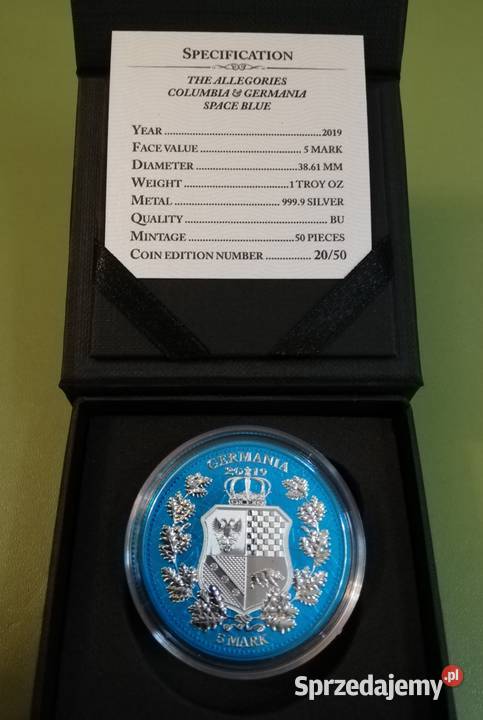 SPECIFICATION
THE ALLEGORIES
COLUMBIA & GERMANIA
SPACE BLUE
YEAR ........................ 2019
FACE VALUE ........................ 5 MARK
DIAMETER ........................ 38.61 MM
WEIGHT ........................ 1 TROY OZ
METAL ........................ 999.9 SILVER
QUALITY ........................ BU
MINTAGE ........................ 50 PIECES
COIN EDITION NUMBER ............ 20/50
GERMANIA
2019
5 MARK
Sprzedajemy.pl